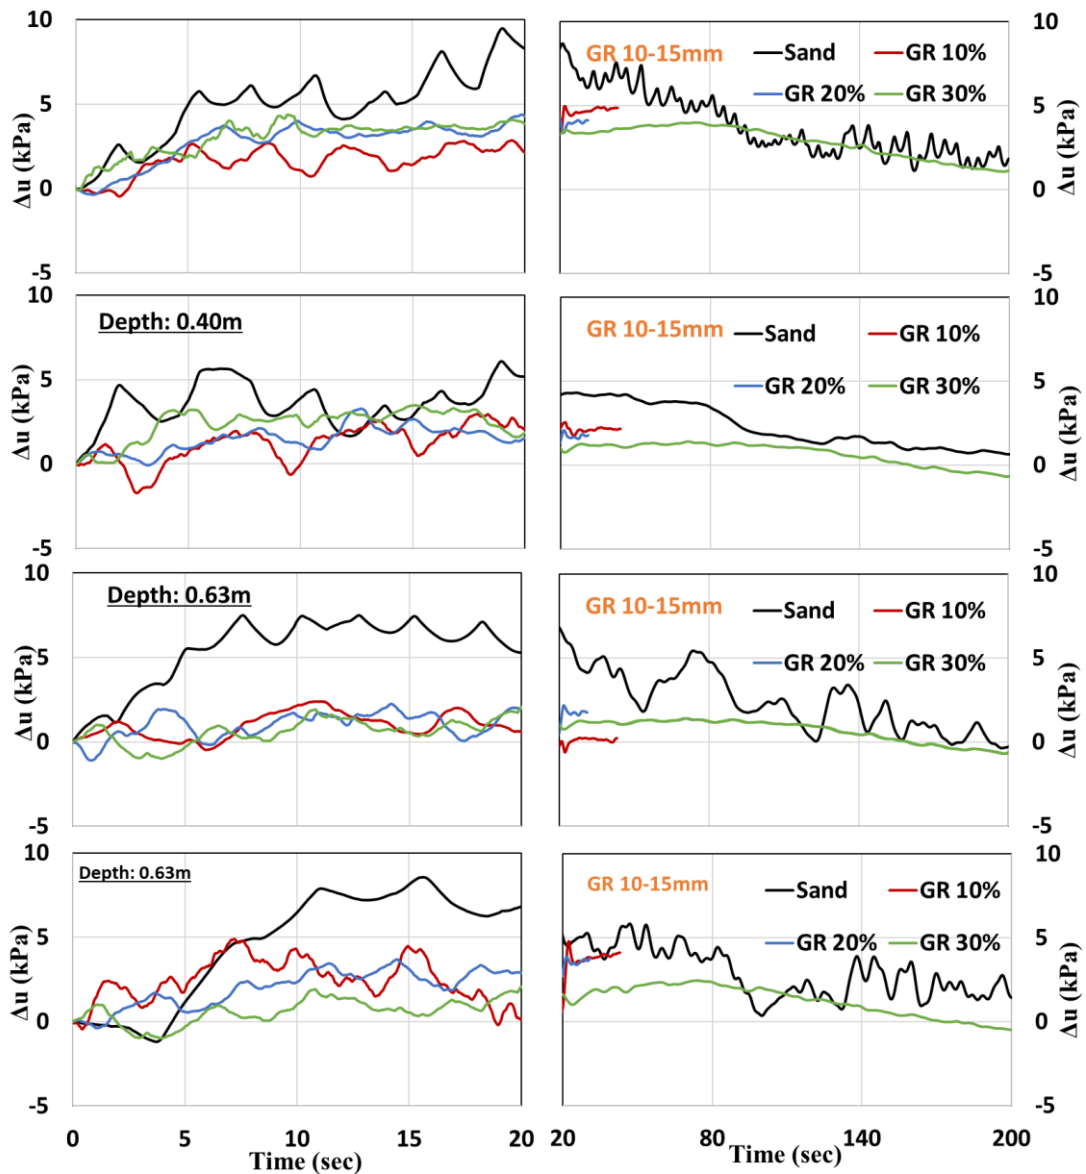 10
5
0
-5
Δu (kPa)
GR 10-15mm
Sand
GR 10%
GR 20%
GR 30%
10
5
0
-5
Δu (kPa)
10
5
0
-5
Δu (kPa)
Depth: 0.40m
GR 10-15mm
Sand
GR 10%
GR 20%
GR 30%
10
5
0
-5
Δu (kPa)
10
5
0
-5
Δu (kPa)
Depth: 0.63m
GR 10-15mm
Sand
GR 10%
GR 20%
GR 30%
10
5
0
-5
Δu (kPa)
10
5
0
-5
Δu (kPa)
Depth: 0.63m
0 5 10 15 20
Time (sec)
GR 10-15mm
Sand
GR 10%
GR 20%
GR 30%
10
5
0
-5
Δu (kPa)
20 80 140 200
Time (sec)